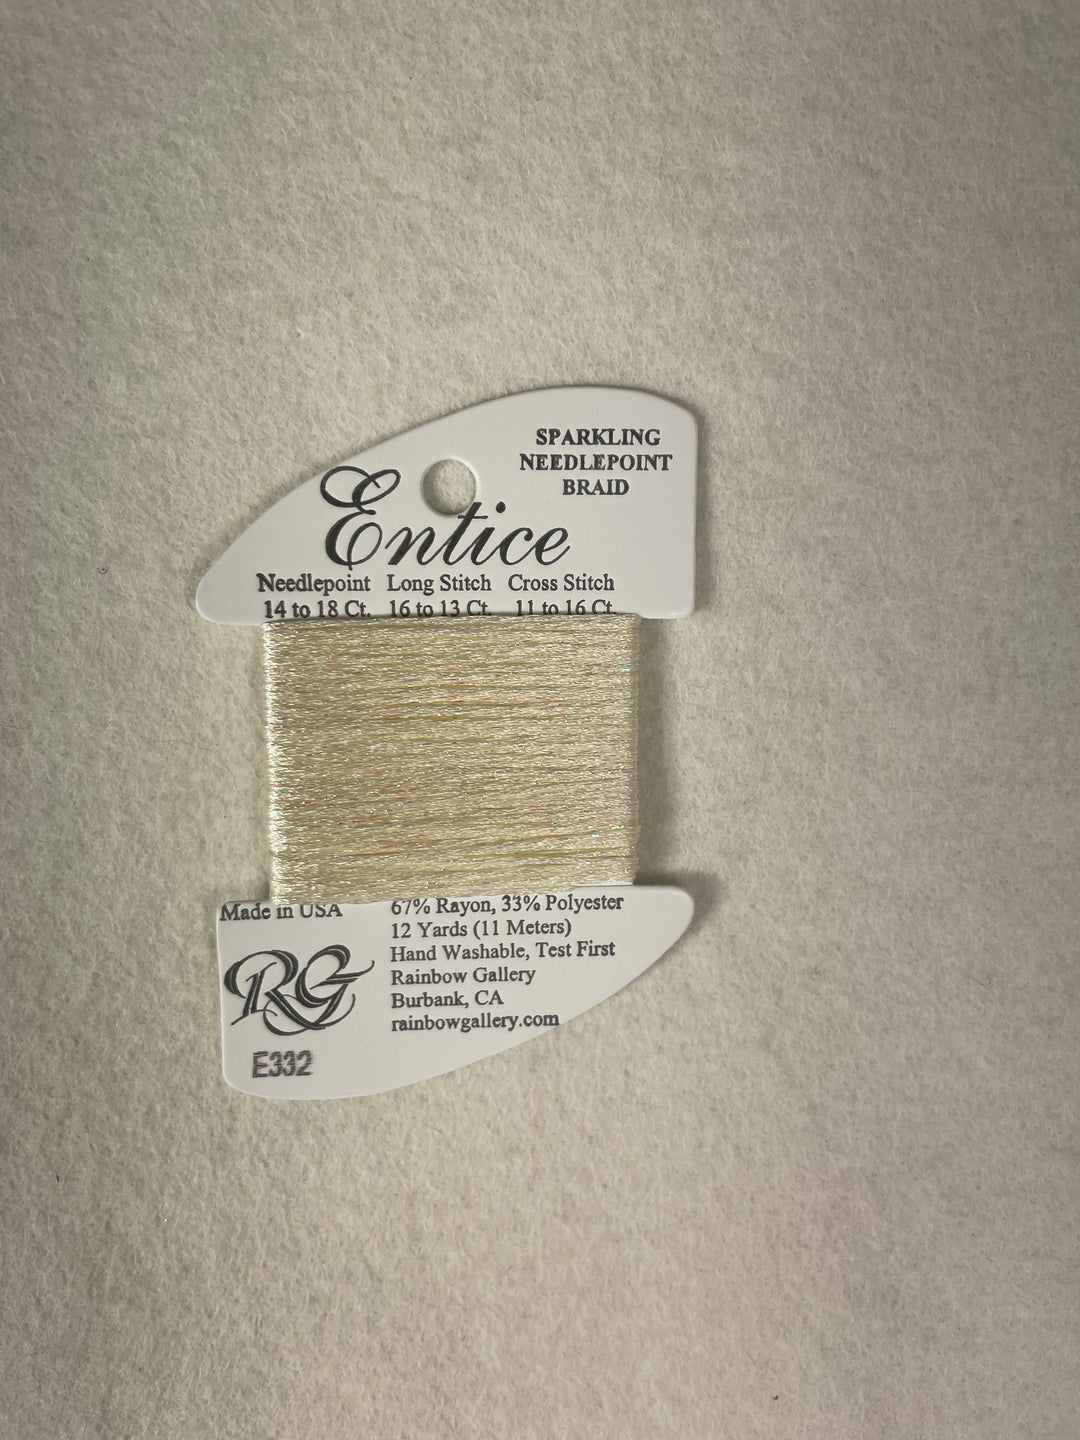 SPARKLING
NEEDLEPOINT
BRAID
Entice
Needlepoint Long Stitch Cross Stitch
14 to 18 Ct. 16 to 13 Ct. 11 to 16 Ct.
Made in USA
67% Rayon, 33% Polyester
12 Yards (11 Meters)
Hand Washable, Test First
Rainbow Gallery
Burbank, CA
rainbowgallery.com
RG
E332